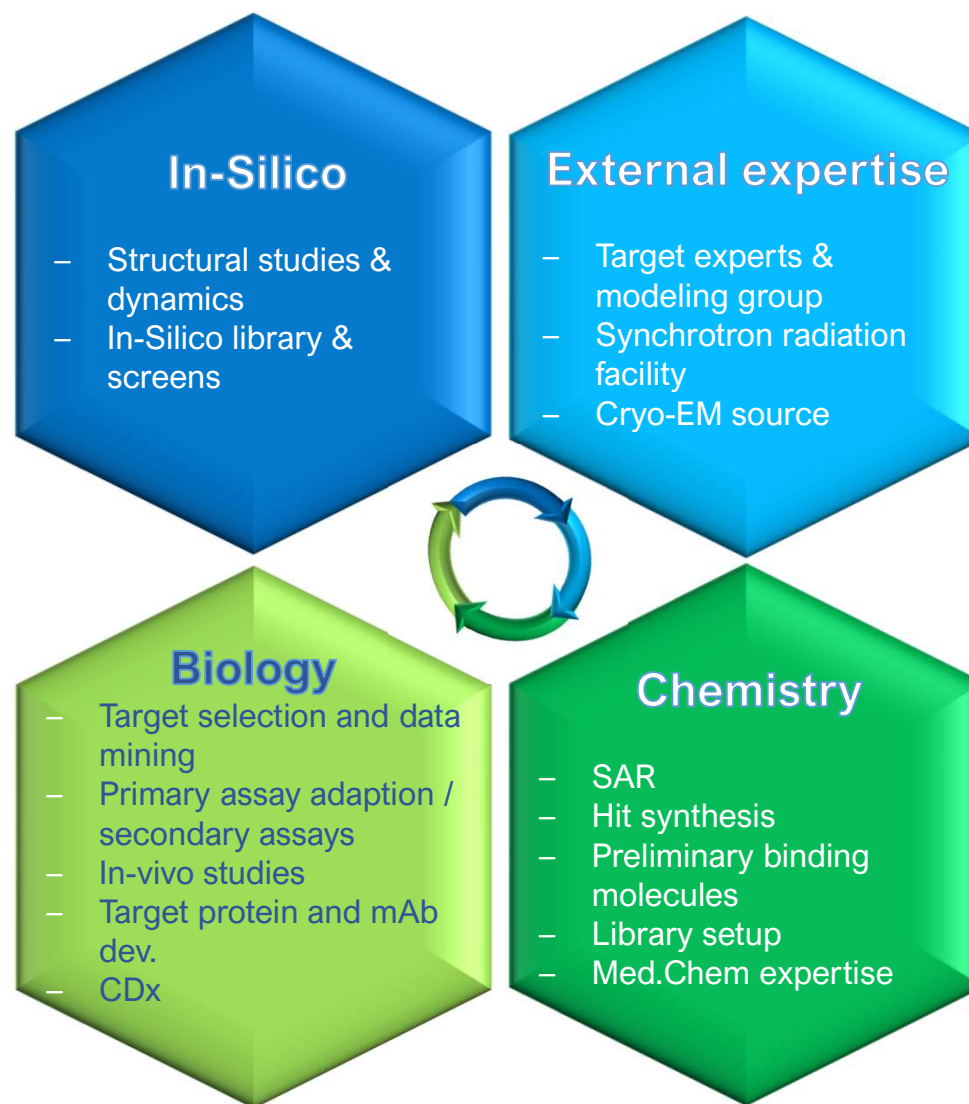 In-Silico
– Structural studies &
dynamics
– In-Silico library &
screens
External expertise
– Target experts &
modeling group
– Synchrotron radiation
facility
– Cryo-EM source
Biology
– Target selection and data
mining
– Primary assay adaption /
secondary assays
– In-vivo studies
– Target protein and mAb
dev.
– CDx
Chemistry
– SAR
– Hit synthesis
– Preliminary binding
molecules
– Library setup
– Med.Chem expertise